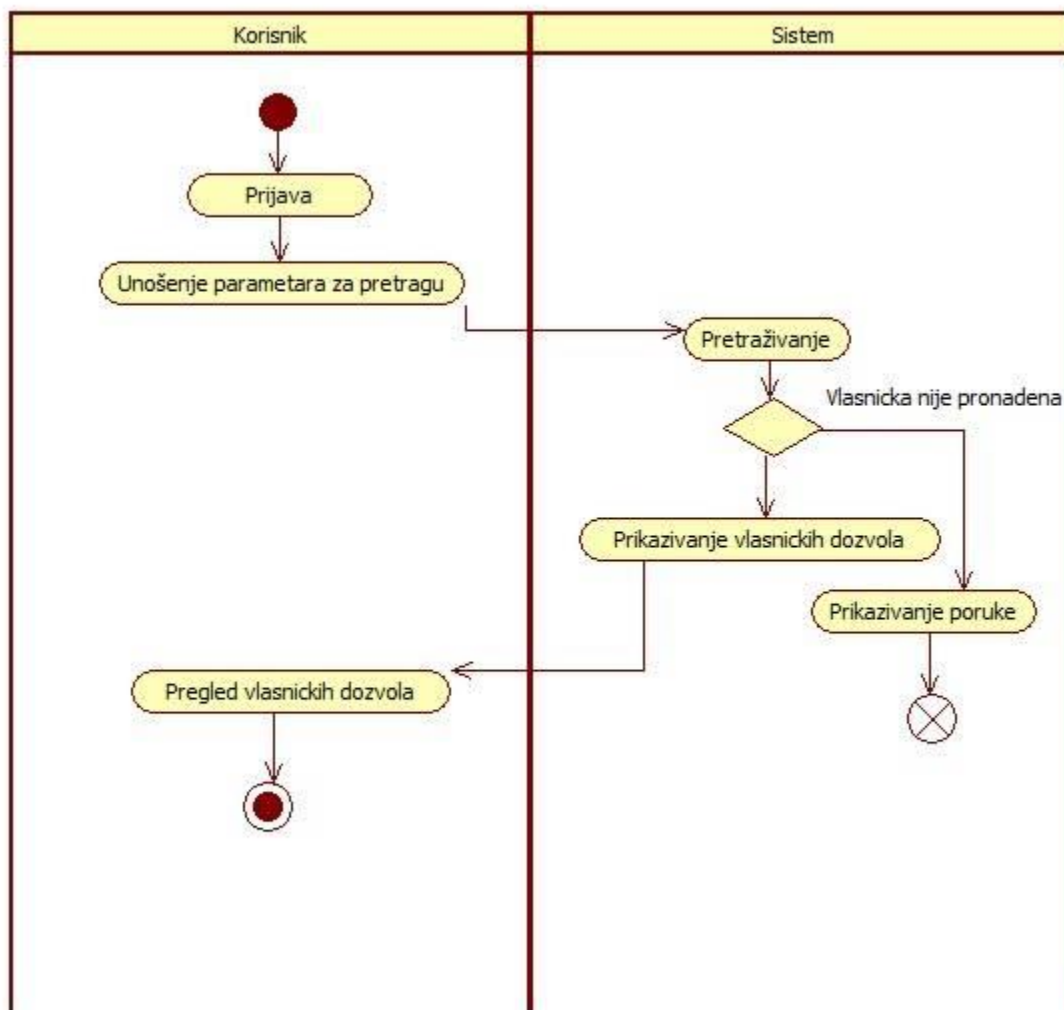 Korisnik
Sistem
Prijava
Unošenje parametara za pretragu
Pretraživanje
Vlasnicka nije pronadena
Prikazivanje vlasnickih dozvola
Prikazivanje poruke
Pregled vlasnickih dozvola